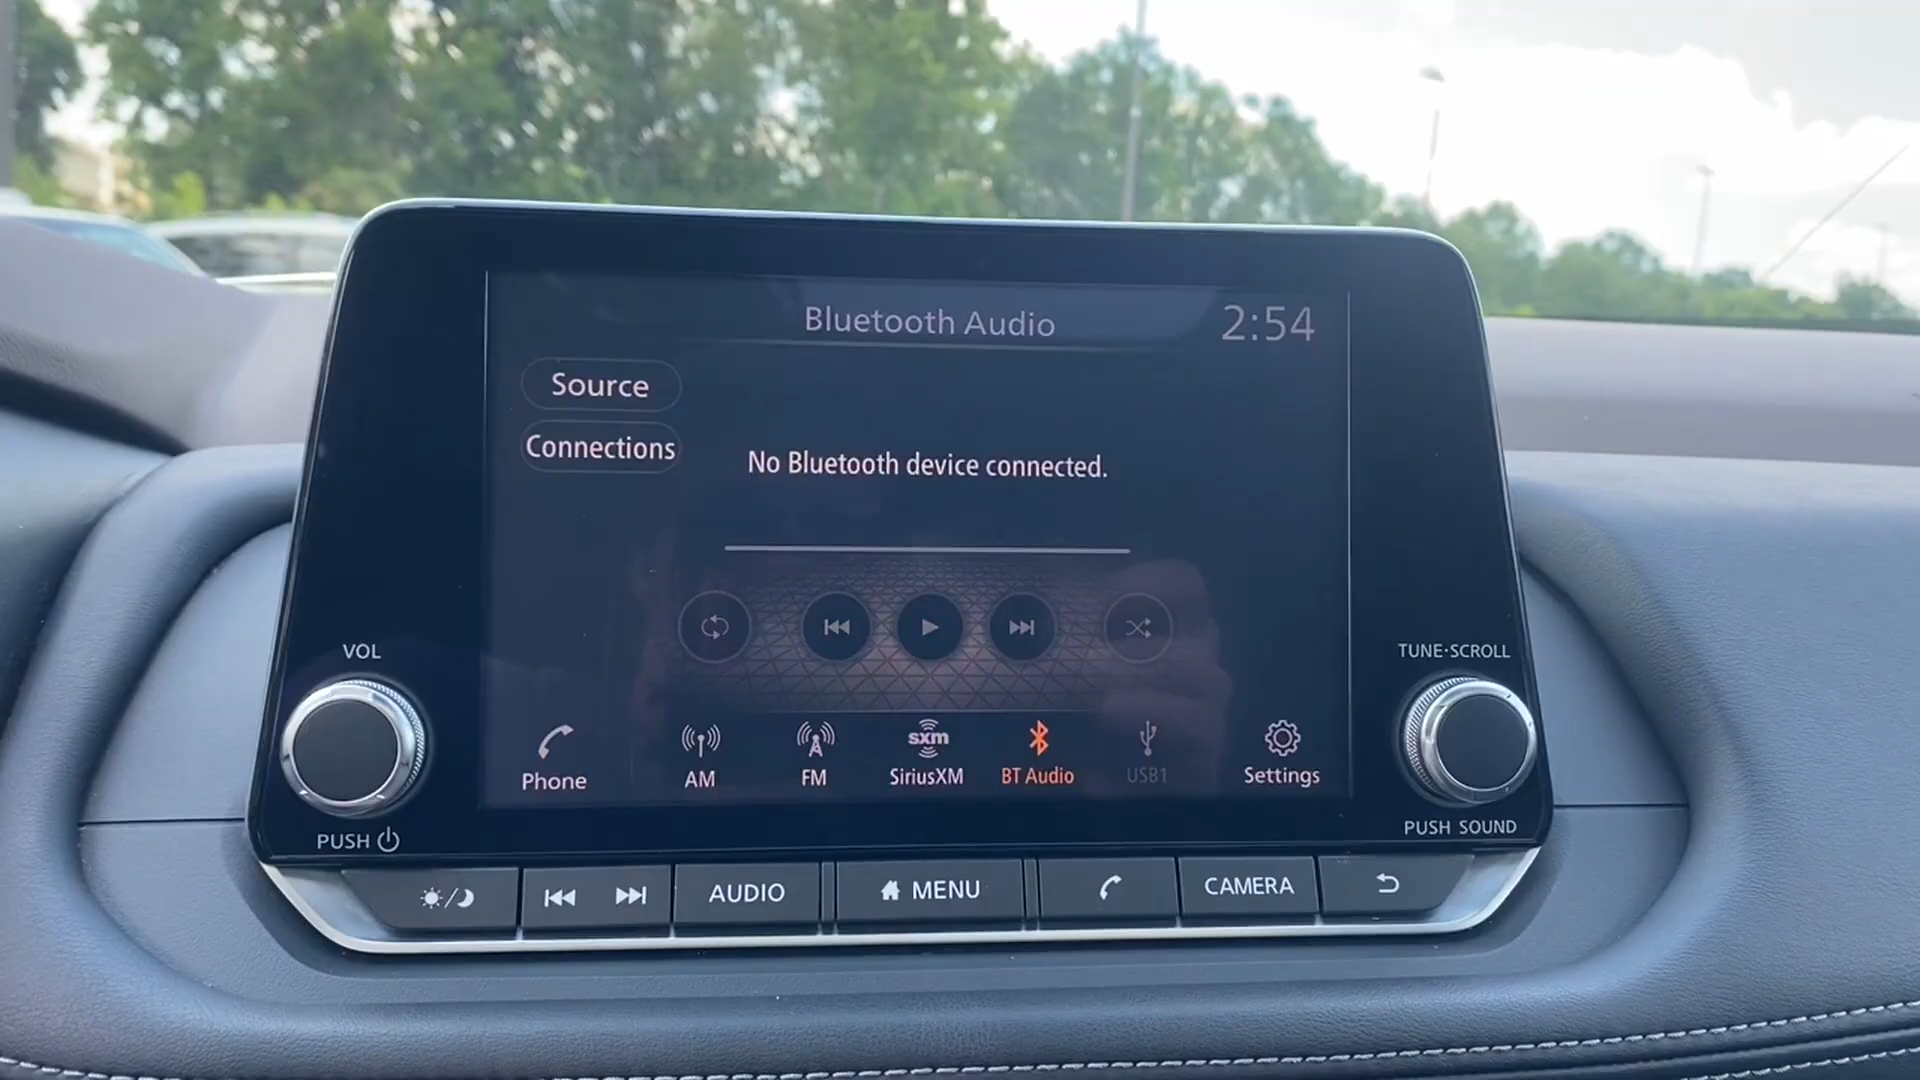 Bluetooth Audio
2:54
Source
Connections
No Bluetooth device connected.
VOL
TUNE·SCROLL
Phone
AM
FM
sxm
SiriusXM
BT Audio
USB1
Settings
PUSH
PUSH SOUND
AUDIO
MENU
CAMERA